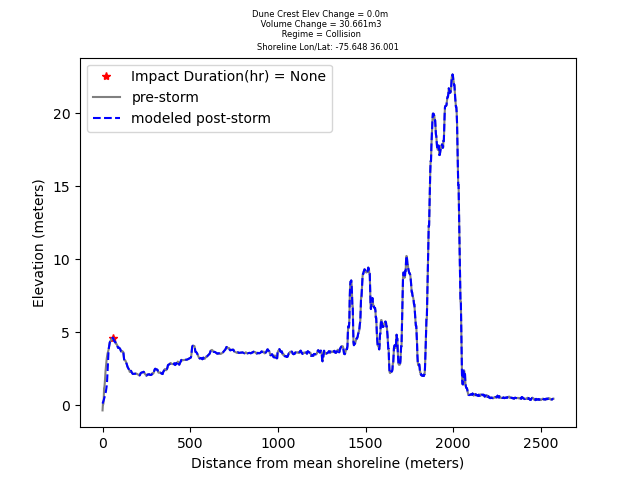 Dune Crest Elev Change = 0.0m
Volume Change = 30.661m3
Regime = Collision
Shoreline Lon/Lat: -75.648 36.001
Impact Duration(hr) = None
pre-storm
modeled post-storm
Elevation (meters)
20
15
10
5
0
0 500 1000 1500 2000 2500
Distance from mean shoreline (meters)